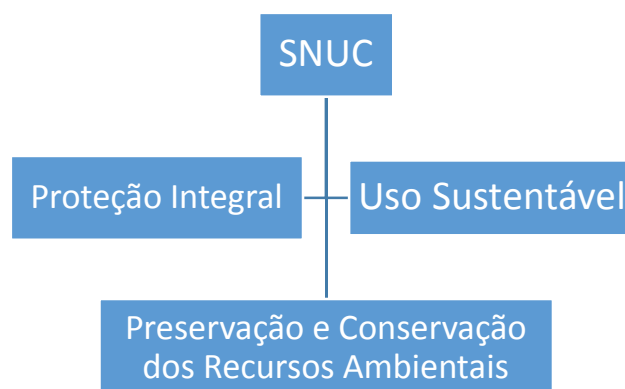 SNUC
Proteção Integral
Uso Sustentável
Preservação e Conservação
dos Recursos Ambientais